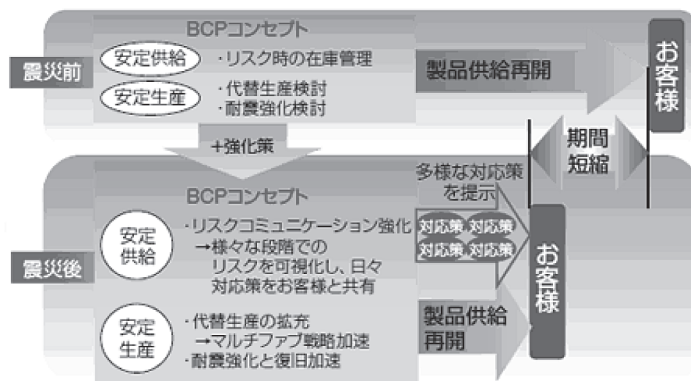 BCPコンセプト
震災前
安定供給
・リスク時の在庫管理
安定生産
・代替生産検討
・耐震強化検討
製品供給再開
お客様
+強化策
期間
短縮
BCPコンセプト
震災後
安定
供給
・リスクコミュニケーション強化
→様々な段階での
リスクを可視化し、日々
対応策をお客様と共有
安定
生産
・代替生産の拡充
→マルチファブ戦略加速
・耐震強化と復旧加速
多様な対応策
を提示
対応策 対応策
対応策 対応策
製品供給
再開
お客様